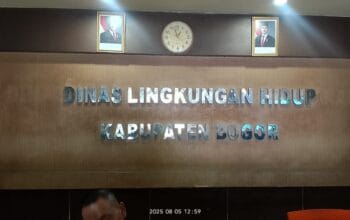 DINAS LINGKUNGAN HIDUP
KABUPATEN BOGOR
2025 08 05 12:59